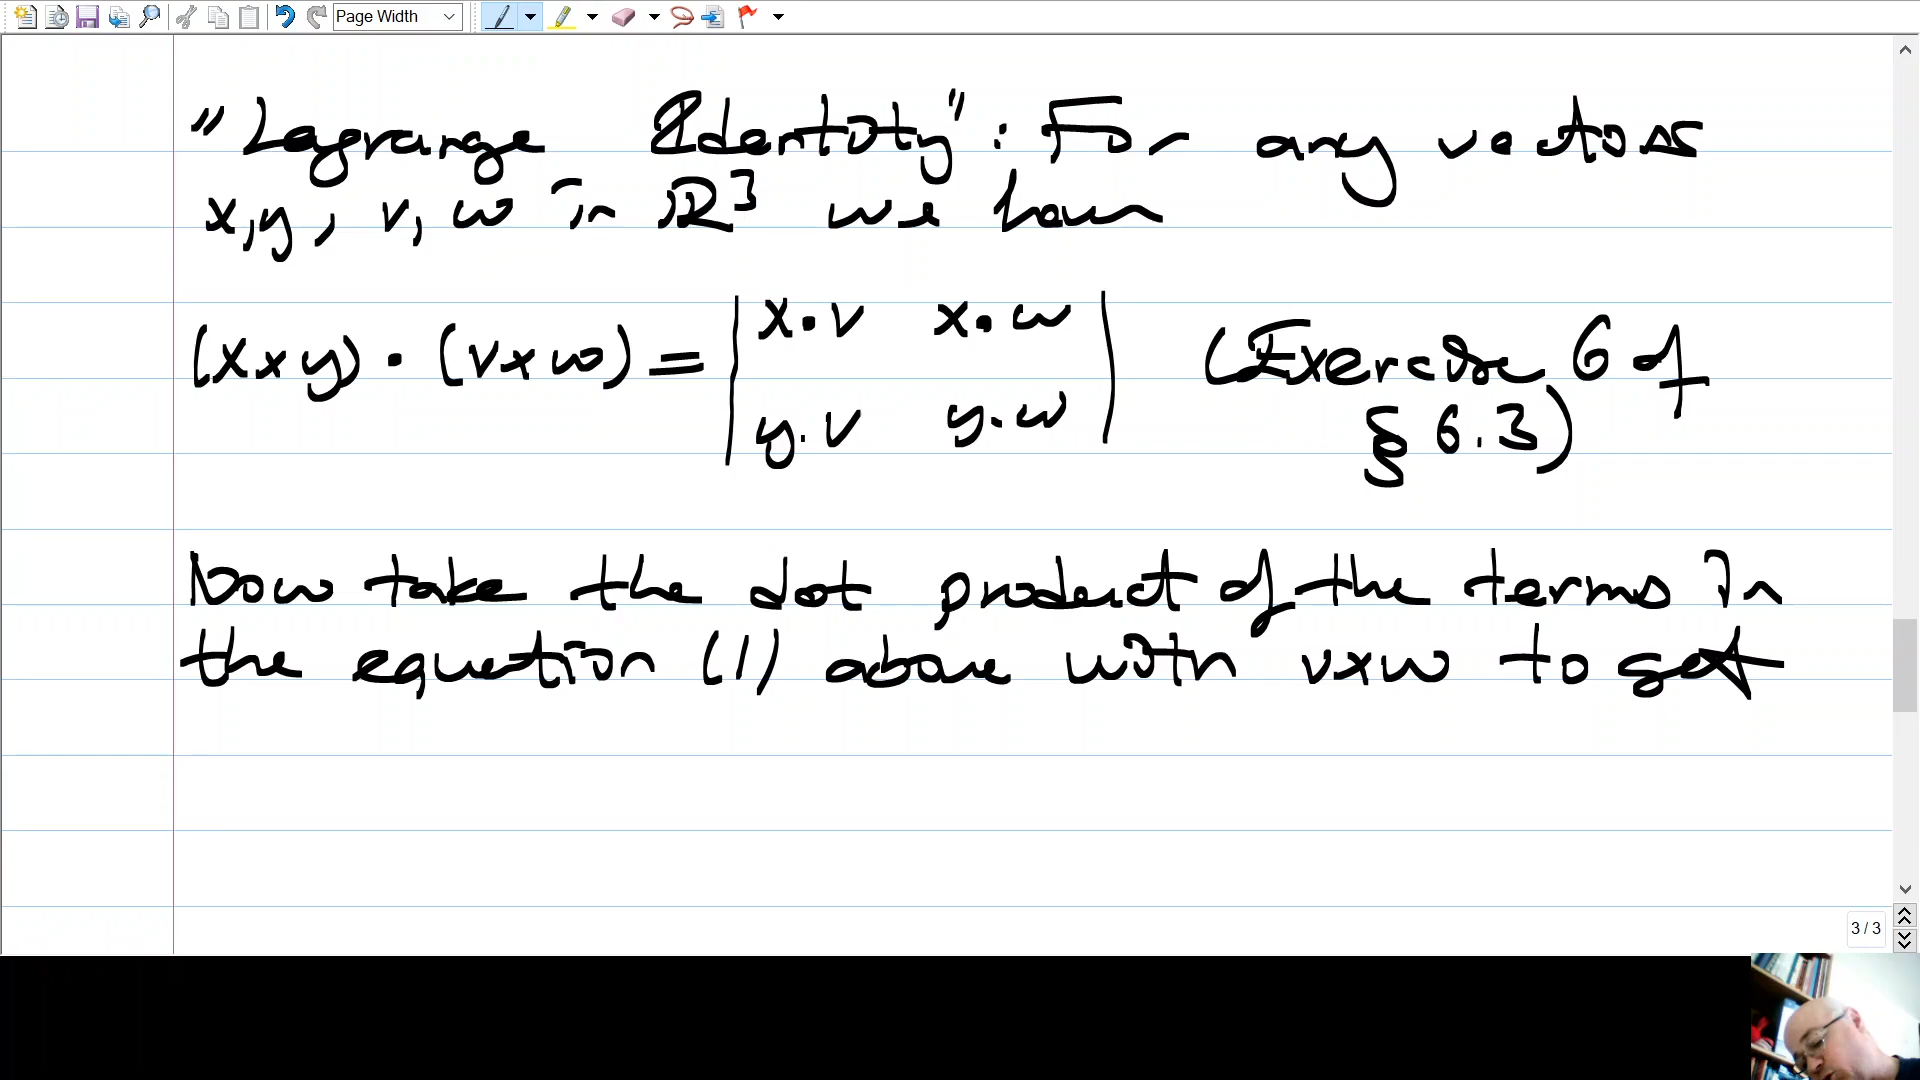 Page Width
"Lagrange Identity": For any vectors
x, y, v, w in ℝ³ we have
(x×y)·(v×w) = | x·v x·w |
| y·v y·w |
(Exercise 6 of
§ 6.3)
Now take the dot product of the terms in
the equation (1) above with v×w to get
3 / 3